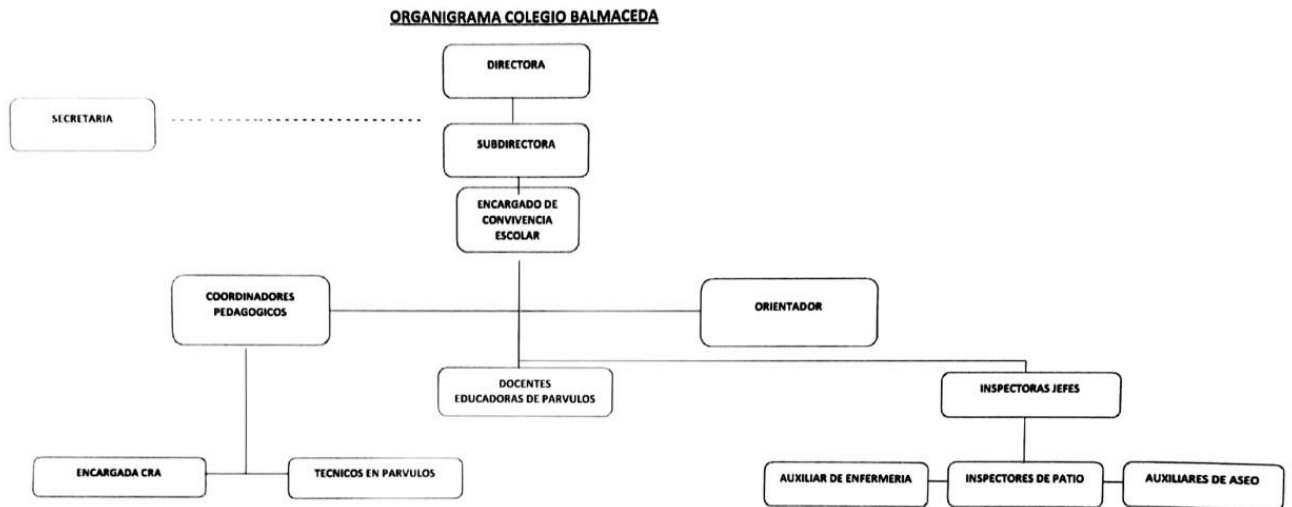 ORGANIGRAMA COLEGIO BALMACEDA
DIRECTORA
SECRETARIA
SUBDIRECTORA
ENCARGADO DE
CONVIVENCIA
ESCOLAR
COORDINADORES
PEDAGOGICOS
ORIENTADOR
DOCENTES
EDUCADORAS DE PARVULOS
INSPECTORAS JEFES
ENCARGADA CRA
TECNICOS EN PARVULOS
AUXILIAR DE ENFERMERIA
INSPECTORES DE PATIO
AUXILIARES DE ASEO